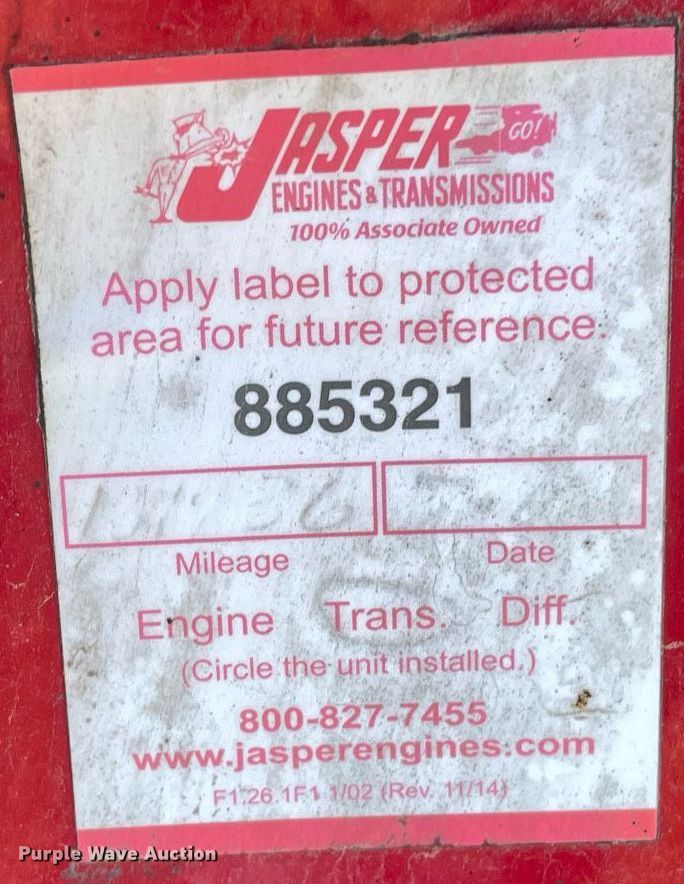 JASPER GO!
ENGINES & TRANSMISSIONS
100% Associate Owned
Apply label to protected
area for future reference.
885321
Mileage Date
Engine Trans. Diff.
(Circle the unit installed.)
800-827-7455
www.jasperengines.com
F1.26.1F1 1/02 (Rev. 11/14)
Purple Wave Auction